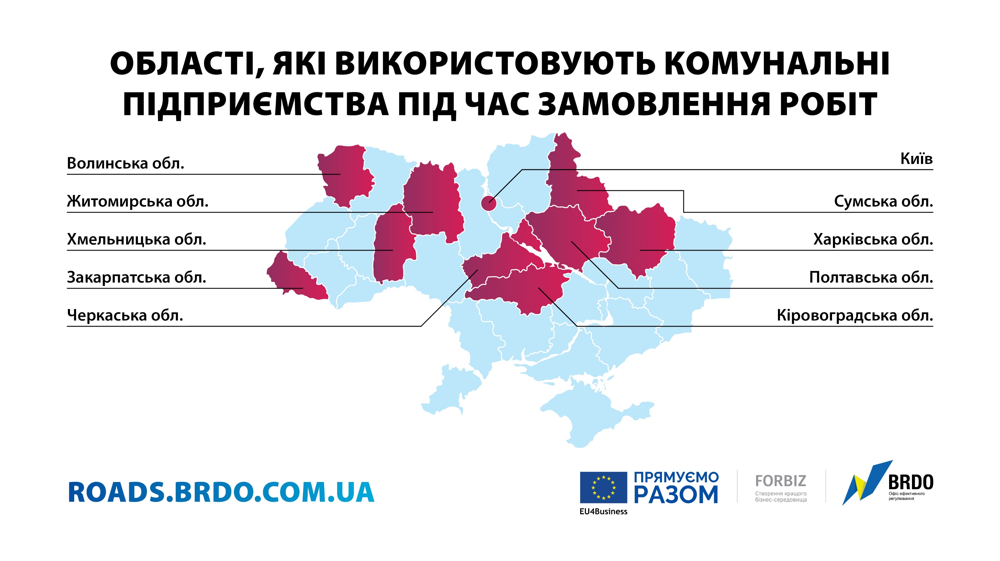 ОБЛАСТІ, ЯКІ ВИКОРИСТОВУЮТЬ КОМУНАЛЬНІ
ПІДПРИЄМСТВА ПІД ЧАС ЗАМОВЛЕННЯ РОБІТ
Волинська обл.
Житомирська обл.
Хмельницька обл.
Закарпатська обл.
Черкаська обл.
Київ
Сумська обл.
Харківська обл.
Полтавська обл.
Кіровоградська обл.
ROADS.BRDO.COM.UA
EU4Business
ПРЯМУЄМО
РАЗОМ
FORBIZ
Створення кращого
бізнес-середовища
BRDO
Офіс ефективного
регулювання